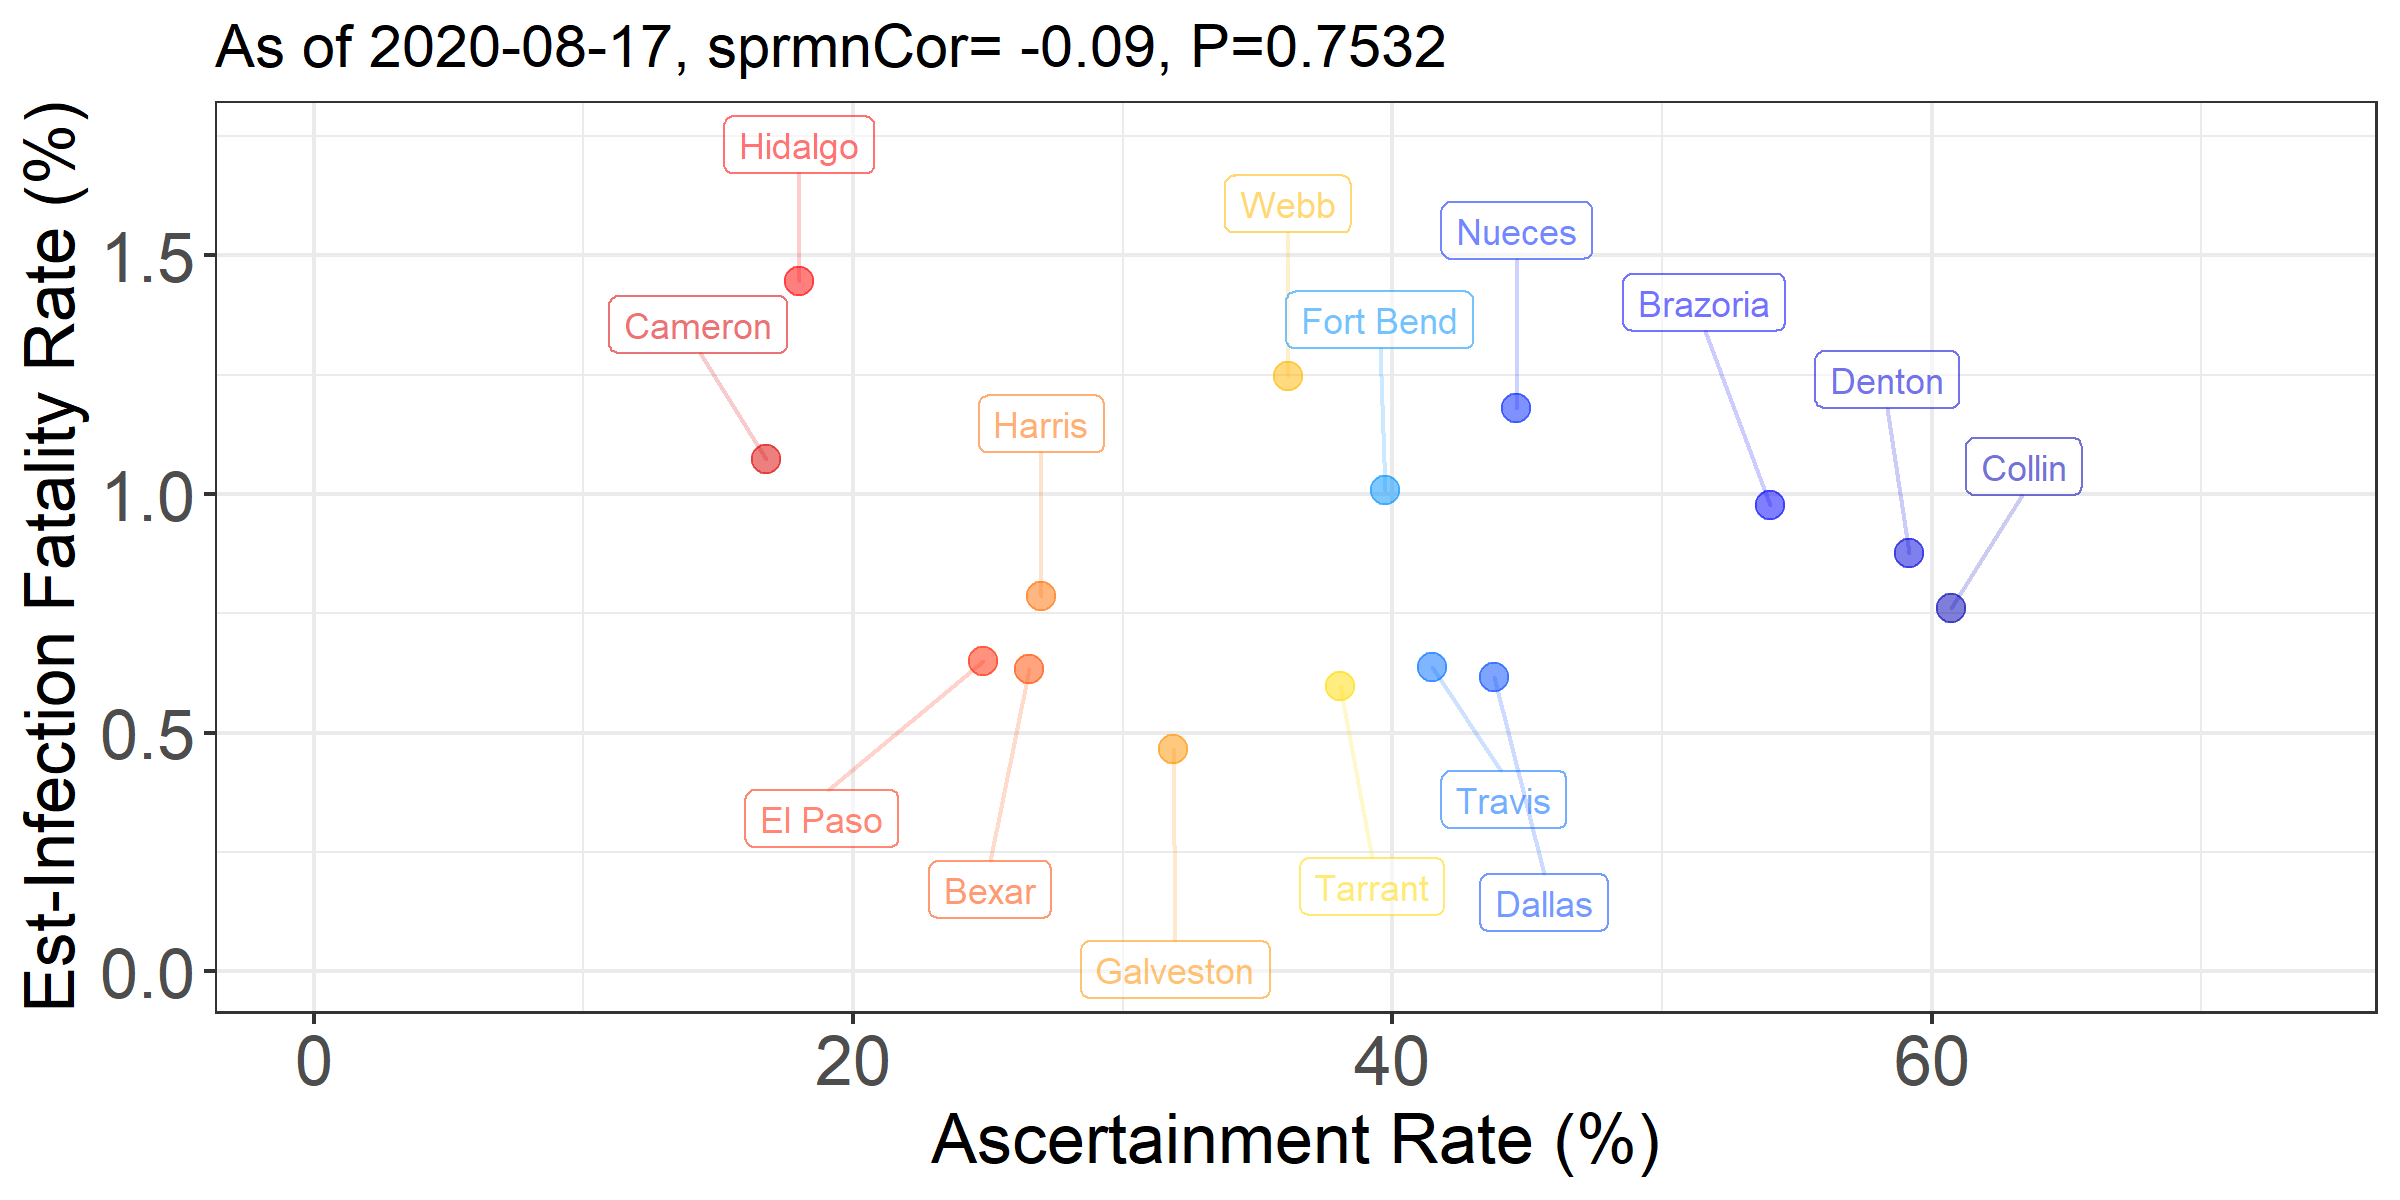 As of 2020-08-17, sprmnCor= -0.09, P=0.7532
Est-Infection Fatality Rate (%)
1.5
1.0
0.5
0.0
Hidalgo
Webb
Nueces
Brazoria
Cameron
Fort Bend
Denton
Harris
Collin
El Paso
Travis
Bexar
Tarrant
Dallas
Galveston
0 20 40 60
Ascertainment Rate (%)